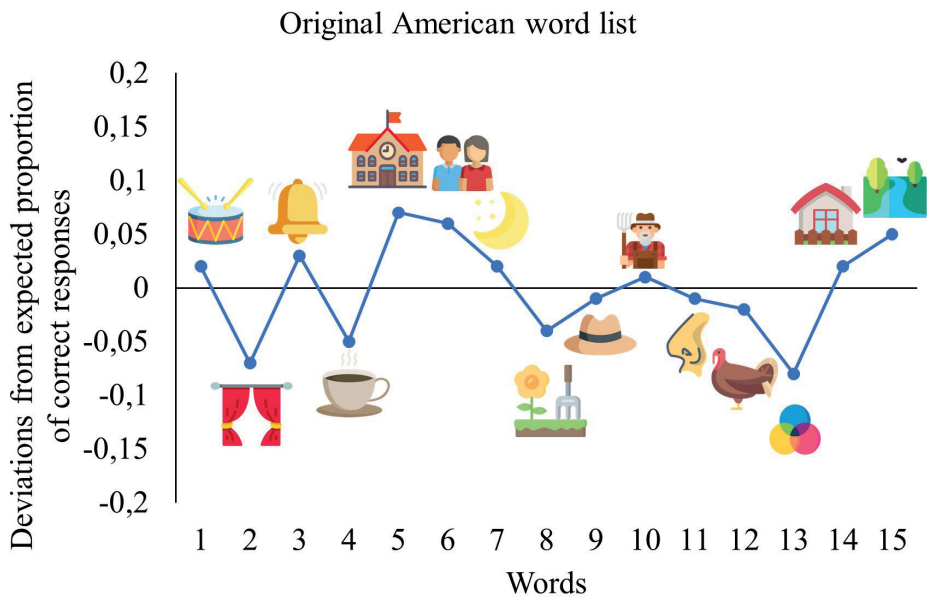 Original American word list
Deviations from expected proportion
of correct responses
0,2
0,15
0,1
0,05
0
-0,05
-0,1
-0,15
-0,2
1 2 3 4 5 6 7 8 9 10 11 12 13 14 15
Words